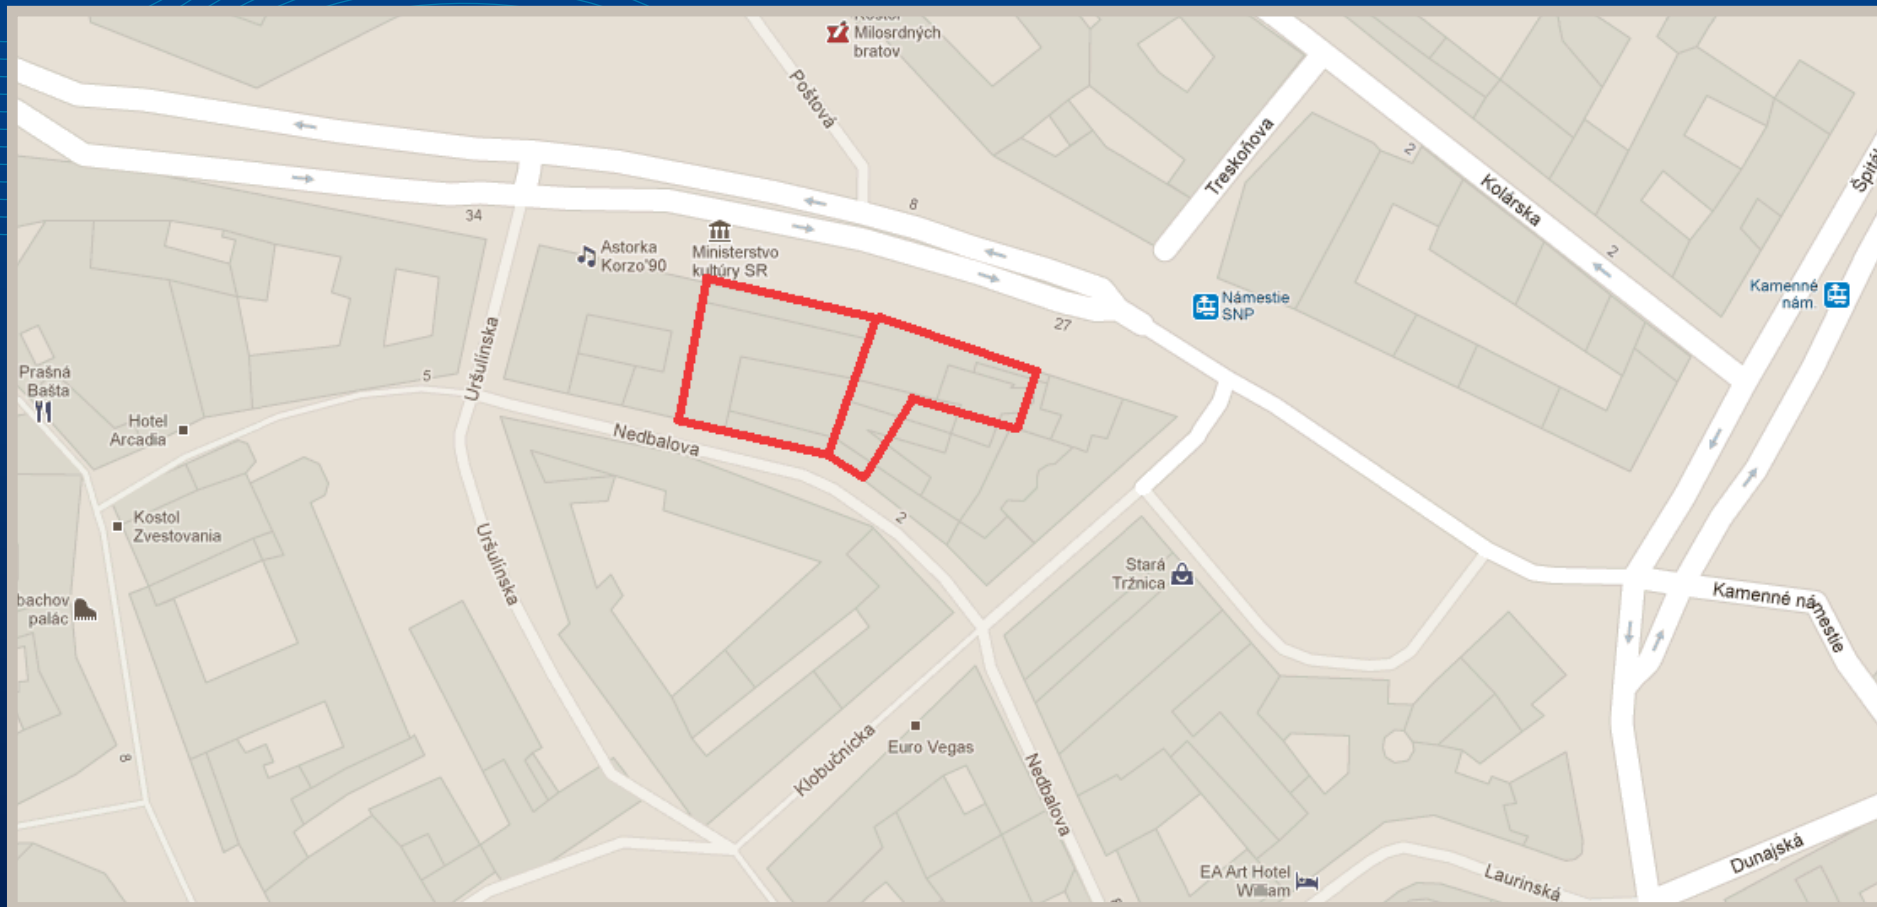 Kostol
Milosrdných
bratov
Poštová
Treskoňova
2
Kolárska
2
34
8
Astorka
Korzo'90
Ministerstvo
kultúry SR
Námestie
SNP
Kamenné
nám.
27
Uršulínska
Prašná
Bašta
5
Hotel
Arcadia
Nedbalova
2
Kostol
Zvestovania
Uršulínska
Stará
Tržnica
bachov
palác
Kamenné námestie
8
Klobučnícka
Euro Vegas
Nedbalova
EA Art Hotel
William
Laurinská
Dunajská